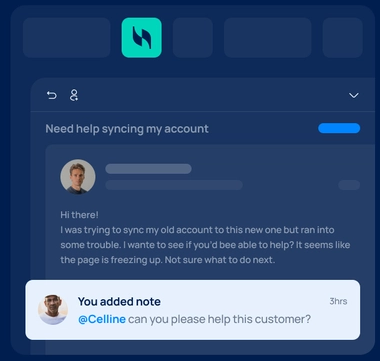 Need help syncing my account
Hi there!
I was trying to sync my old account to this new one but ran into
some trouble. I wante to see if you'd bee able to help? It seems like
the page is freezing up. Not sure what to do next.
You added note
3hrs
@Celline can you please help this customer?